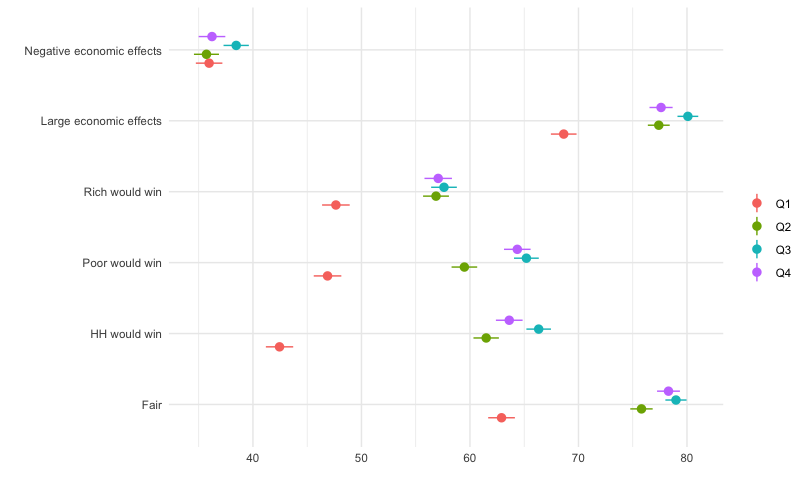 Negative economic effects
Large economic effects
Rich would win
Poor would win
HH would win
Fair
40 50 60 70 80
Q1
Q2
Q3
Q4